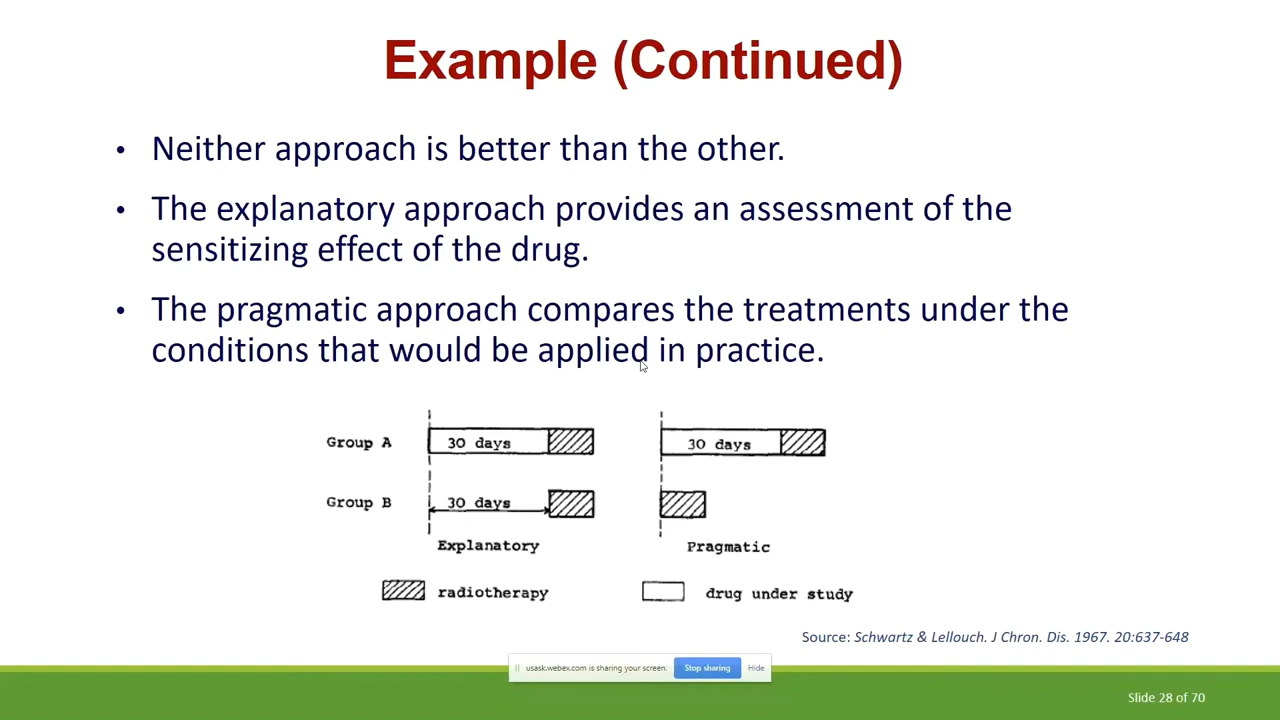 Example (Continued)
• Neither approach is better than the other.
• The explanatory approach provides an assessment of the
sensitizing effect of the drug.
• The pragmatic approach compares the treatments under the
conditions that would be applied in practice.
Group A 30 days 30 days
Group B 30 days
Explanatory Pragmatic
radiotherapy drug under study
Source: Schwartz & Lellouch. J Chron. Dis. 1967. 20:637-648
usask.webex.com is sharing your screen. Stop sharing Hide
Slide 28 of 70